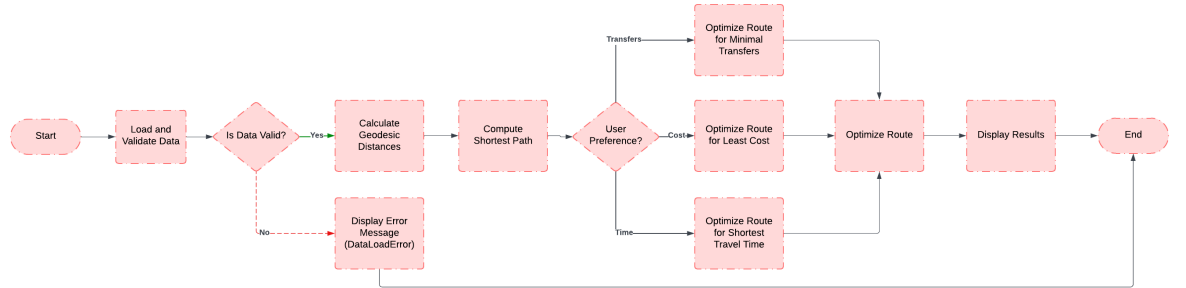 Start
Load and
Validate Data
Is Data Valid?
Yes
Calculate
Geodesic
Distances
Compute
Shortest Path
User
Preference?
Transfers
Optimize Route
for Minimal
Transfers
Cost
Optimize Route
for Least Cost
Time
Optimize Route
for Shortest
Travel Time
Optimize Route
Display Results
End
No
Display Error
Message
(DataLoadError)